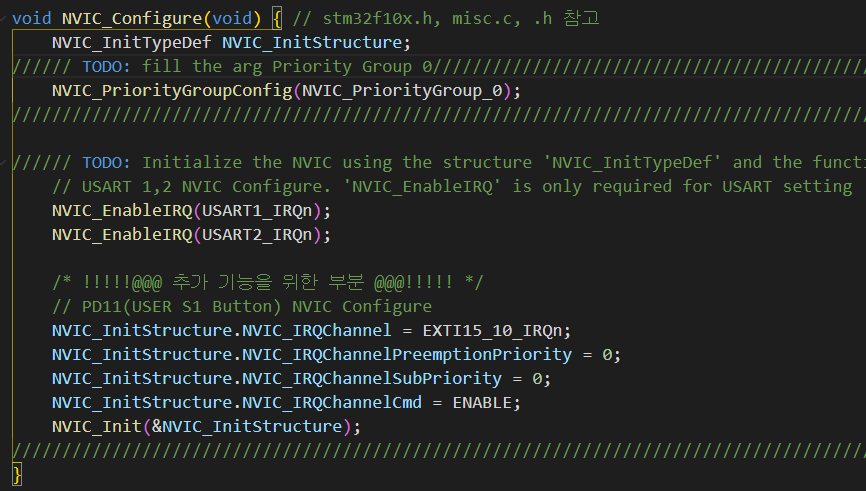 void NVIC_Configure(void) { // stm32f10x.h, misc.c, .h 참고
NVIC_InitTypeDef NVIC_InitStructure;
////// TODO: fill the arg Priority Group 0////////////////////////////////////////////
NVIC_PriorityGroupConfig(NVIC_PriorityGroup_0);
//////////////////////////////////////////////////////////////////////////////////////
////// TODO: Initialize the NVIC using the structure 'NVIC_InitTypeDef' and the functi
// USART 1,2 NVIC Configure. 'NVIC_EnableIRQ' is only required for USART setting
NVIC_EnableIRQ(USART1_IRQn);
NVIC_EnableIRQ(USART2_IRQn);
/* !!!!!@@@ 추가 기능을 위한 부분 @@@!!!!! */
// PD11(USER S1 Button) NVIC Configure
NVIC_InitStructure.NVIC_IRQChannel = EXTI15_10_IRQn;
NVIC_InitStructure.NVIC_IRQChannelPreemptionPriority = 0;
NVIC_InitStructure.NVIC_IRQChannelSubPriority = 0;
NVIC_InitStructure.NVIC_IRQChannelCmd = ENABLE;
NVIC_Init(&NVIC_InitStructure);
//////////////////////////////////////////////////////////////////////////////////////
}